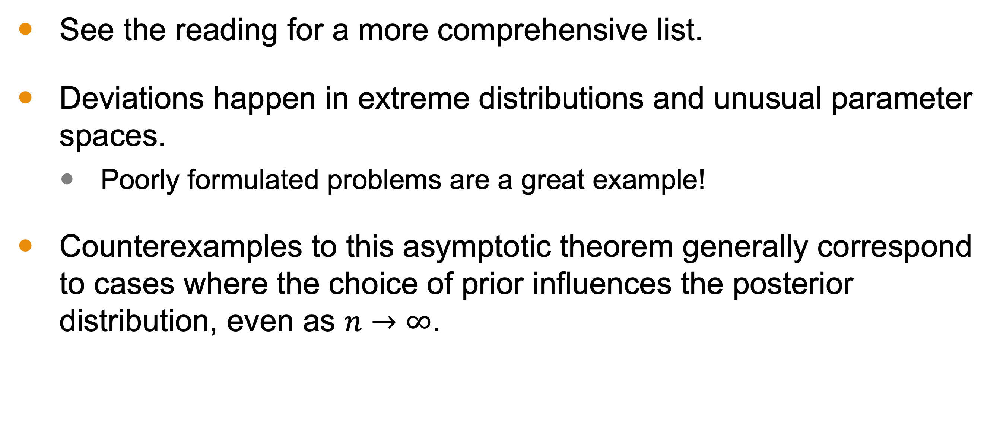 See the reading for a more comprehensive list.
Deviations happen in extreme distributions and unusual parameter
spaces.
Poorly formulated problems are a great example!
Counterexamples to this asymptotic theorem generally correspond
to cases where the choice of prior influences the posterior
distribution, even as n → ∞.